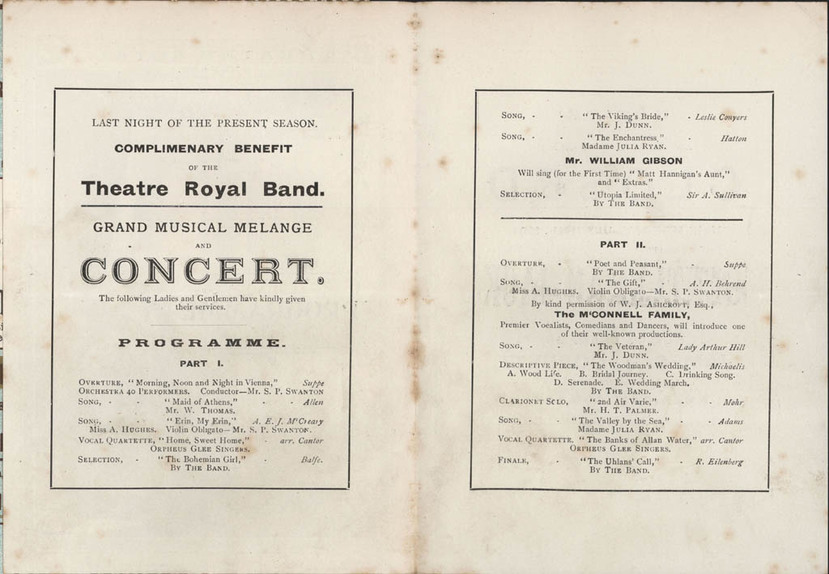 LAST NIGHT OF THE PRESENT SEASON.
COMPLIMENARY BENEFIT
OF THE
Theatre Royal Band.
GRAND MUSICAL MELANGE
AND
CONCERT.
The following Ladies and Gentlemen have kindly given
their services.
PROGRAMME.
PART I.
OVERTURE, "Morning, Noon and Night in Vienna," Suppe
ORCHESTRA 40 PERFORMERS. Conductor—Mr. S. P. SWANTON
SONG, - - "Maid of Athens," - - Allen
Mr. W. THOMAS.
SONG, - - "Erin, My Erin," A. E. J. M'Creary
Miss A. HUGHES. Violin Obligato—Mr. S. P. SWANTON.
VOCAL QUARTETTE, "Home, Sweet Home," - arr. Cantor
ORPHEUS GLEE SINGERS.
SELECTION, - "The Bohemian Girl," - Balfe.
BY THE BAND.
SONG, - - "The Viking's Bride," - Leslie Conyers
Mr. J. DUNN.
SONG, - - "The Enchantress," - Hatton
Madame JULIA RYAN.
Mr. WILLIAM GIBSON
Will sing (for the First Time) "Matt Hannigan's Aunt,"
and "Extras."
SELECTION, - "Utopia Limited," Sir A. Sullivan
BY THE BAND.
PART II.
OVERTURE, - "Poet and Peasant," - Suppe
BY THE BAND.
SONG, - - "The Gift," - A. H. Behrend
Miss A. HUGHES. Violin Obligato—Mr. S. P. SWANTON.
By kind permission of W. J. ASHCROFT, Esq.,
The M'CONNELL FAMILY,
Premier Vocalists, Comedians and Dancers, will introduce one
of their well-known productions.
SONG, - - "The Veteran," Lady Arthur Hill
Mr. J. DUNN.
DESCRIPTIVE PIECE, "The Woodman's Wedding," Michaelis
A. Wood Life. B. Bridal Journey. C. Drinking Song.
D. Serenade. E. Wedding March.
BY THE BAND.
CLARIONET SOLO, "2nd Air Varie," - Mohr
Mr. H. T. PALMER.
SONG, - - "The Valley by the Sea," - Adams
Madame JULIA RYAN.
VOCAL QUARTETTE. "The Banks of Allan Water," arr. Cantor
ORPHEUS GLEE SINGERS.
FINALE, - "The Uhlans' Call," - R. Eilenberg
BY THE BAND.